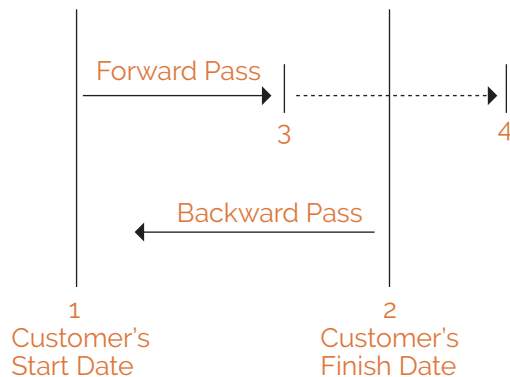 Forward Pass
3
4
Backward Pass
1
2
Customer's
Start Date
Customer's
Finish Date